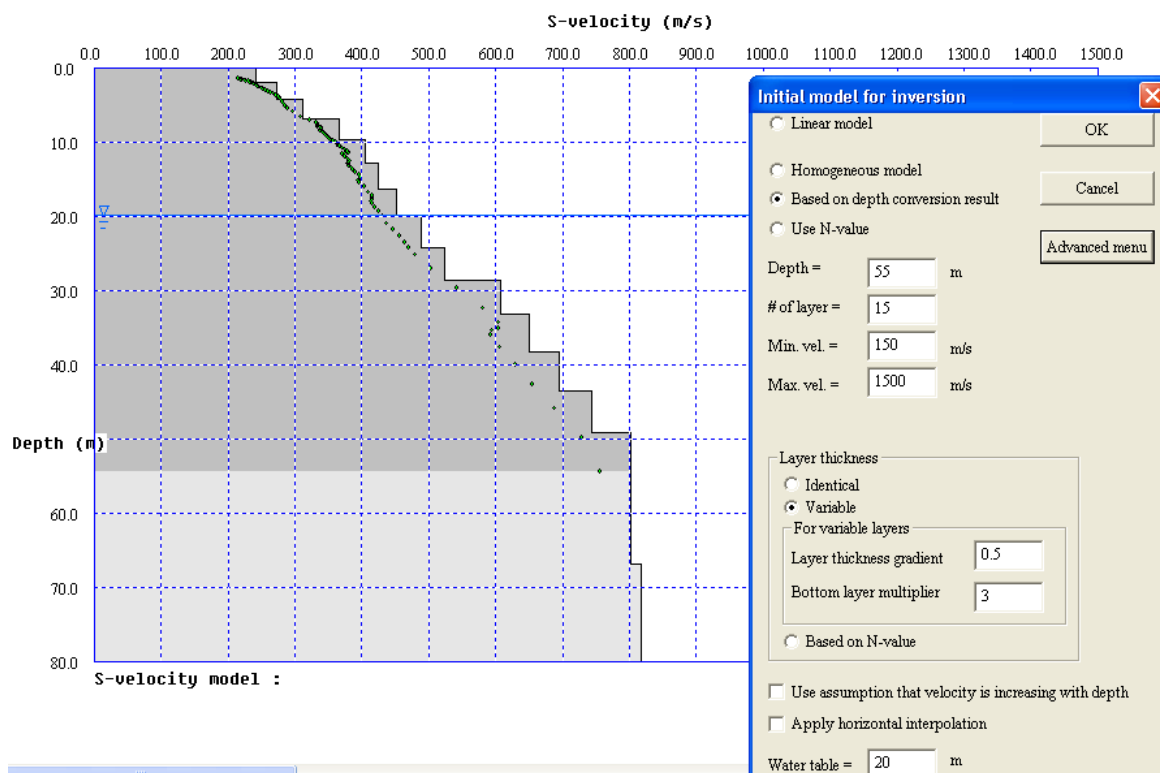 S-velocity (m/s)
0.0 100.0 200.0 300.0 400.0 500.0 600.0 700.0 800.0 900.0 1000.0 1100.0 1200.0 1300.0 1400.0 1500.0
0.0
10.0
20.0
30.0
40.0
Depth (m)
50.0
60.0
70.0
80.0
S-velocity model :
Initial model for inversion
Linear model
OK
Homogeneous model
Cancel
Based on depth conversion result
Use N-value
Advanced menu
Depth = 55 m
# of layer = 15
Min. vel. = 150 m/s
Max. vel. = 1500 m/s
Layer thickness
Identical
Variable
For variable layers
Layer thickness gradient 0.5
Bottom layer multiplier 3
Based on N-value
Use assumption that velocity is increasing with depth
Apply horizontal interpolation
Water table = 20 m